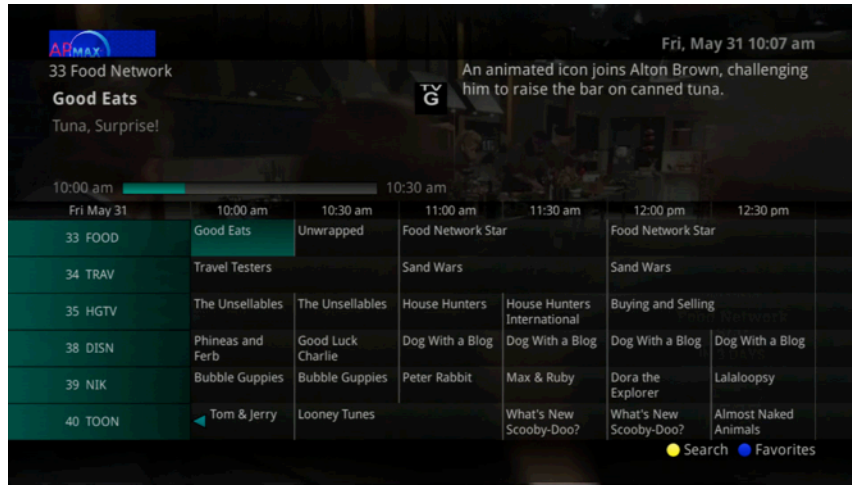 APMAX
Fri, May 31 10:07 am
33 Food Network
An animated icon joins Alton Brown, challenging
him to raise the bar on canned tuna.
Good Eats
TV
G
Tuna, Surprise!
10:00 am 10:30 am
Fri May 31 10:00 am 10:30 am 11:00 am 11:30 am 12:00 pm 12:30 pm
33 FOOD Good Eats Unwrapped Food Network Star Food Network Star
34 TRAV Travel Testers Sand Wars Sand Wars
35 HGTV The Unsellables The Unsellables House Hunters House Hunters
International Buying and Selling
38 DISN Phineas and
Ferb Good Luck
Charlie Dog With a Blog Dog With a Blog Dog With a Blog Dog With a Blog
39 NIK Bubble Guppies Bubble Guppies Peter Rabbit Max & Ruby Dora the
Explorer Lalaloopsy
40 TOON Tom & Jerry Looney Tunes What's New
Scooby-Doo? What's New
Scooby-Doo? Almost Naked
Animals
Search Favorites